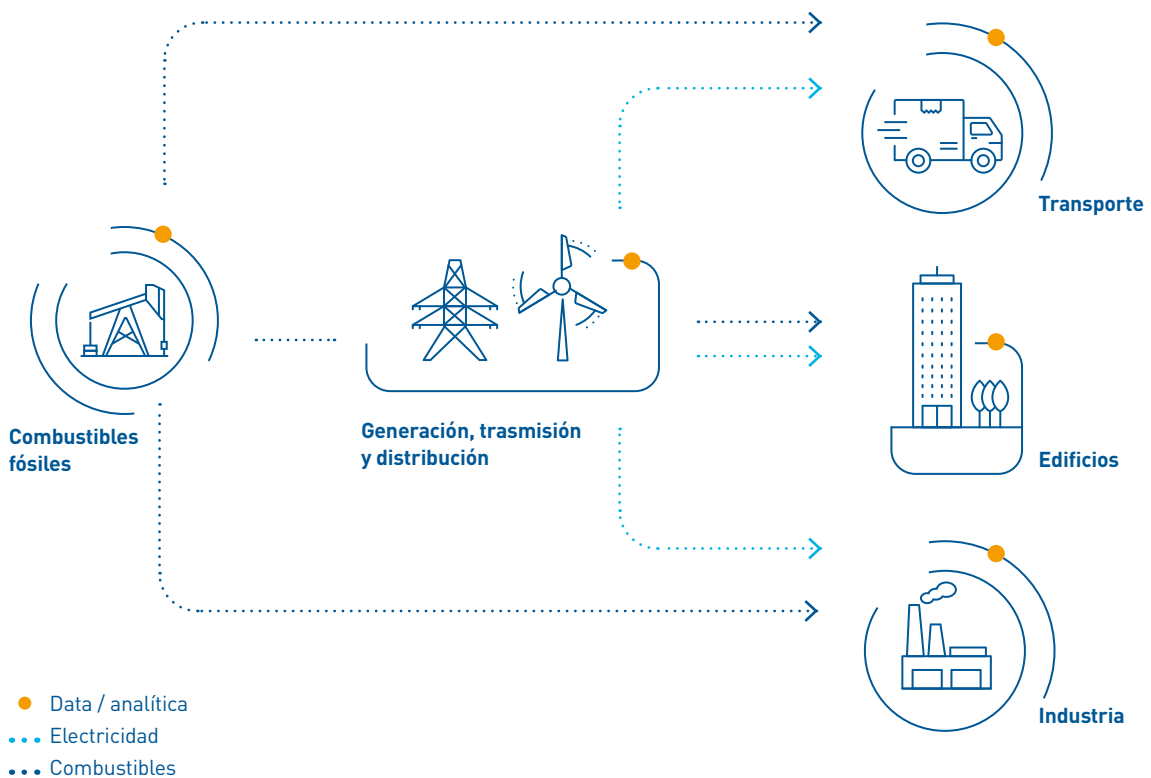 Transporte
Combustibles
fósiles
Generación, trasmisión
y distribución
Edificios
Industria
Data / analítica
Electricidad
Combustibles